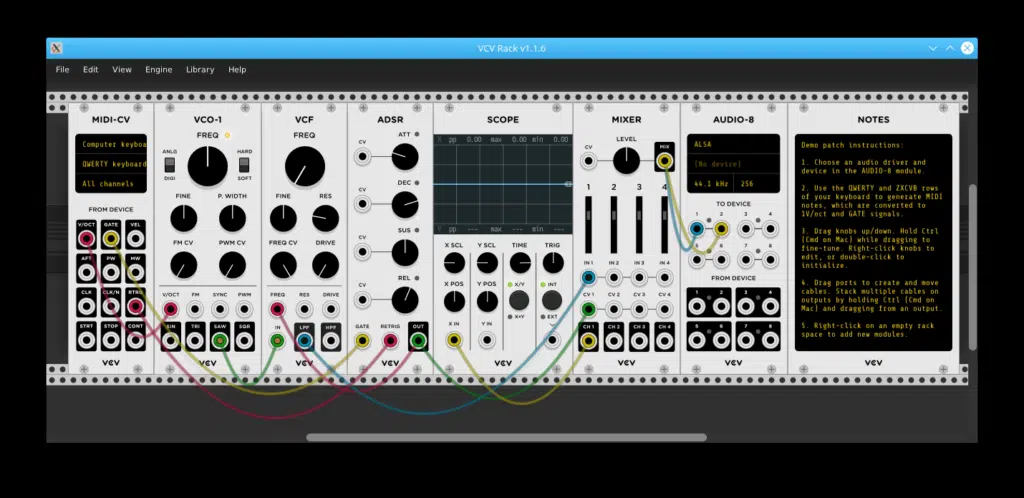 VCV Rack v1.1.6
File Edit View Engine Library Help
MIDI-CV
Computer keyboa
QWERTY keyboard
All channels
FROM DEVICE
V/OCT GATE VEL
AFT PW MW
CLK CLK/N RTRG
STRT STOP CONT
VCV
VCO-1
FREQ
ANLG HARD
DIGI SOFT
FINE P. WIDTH
FM CV PWM CV
V/OCT FM SYNC PWM
SIN TRI SAW SQR
VCV
VCF
FREQ
FINE RES
FREQ CV DRIVE
FREQ RES DRIVE
IN LPF HPF
VCV
ADSR
ATT
CV
DEC
CV
SUS
CV
REL
CV
GATE RETRIG OUT
VCV
SCOPE
X pp 0.00 max 0.00 min 0.00
pp max min
X SCL Y SCL TIME TRIG
X POS Y POS X/Y INT
X×Y EXT
X IN Y IN
VCV
MIXER
LEVEL
CV MIX
1 2 3 4
IN 1 IN 2 IN 3 IN 4
CV 1 CV 2 CV 3 CV 4
CH 1 CH 2 CH 3 CH 4
VCV
AUDIO-8
ALSA
(No device)
44.1 kHz 256
TO DEVICE
1 2 3 4
5 6 7 8
FROM DEVICE
1 2 3 4
5 6 7 8
VCV
NOTES
Demo patch instructions:
1. Choose an audio driver and
device in the AUDIO-8 module.
2. Use the QWERTY and ZXCVB rows
of your keyboard to generate MIDI
notes, which are converted to
1V/oct and GATE signals.
3. Drag knobs up/down. Hold Ctrl
(Cmd on Mac) while dragging to
fine-tune. Right-click knobs to
edit, or double-click to
initialize.
4. Drag ports to create and move
cables. Stack multiple cables on
outputs by holding Ctrl (Cmd on
Mac) and dragging from an output.
5. Right-click on an empty rack
space to add new modules.
VCV